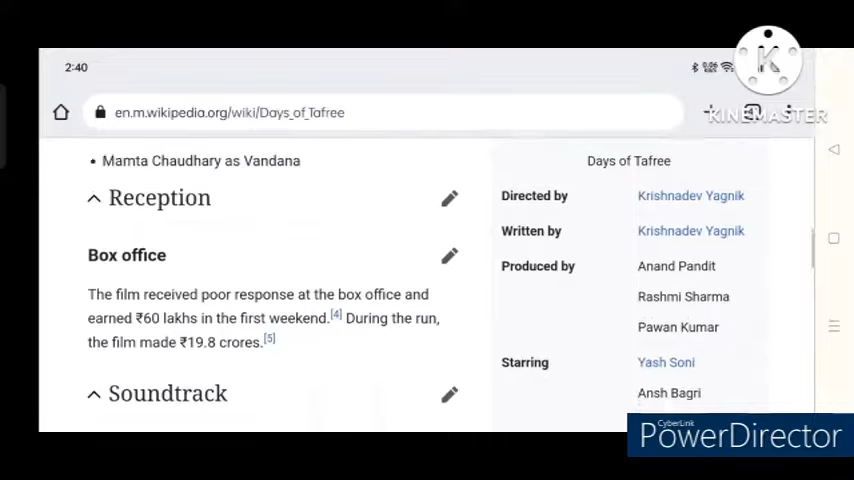 2:40
KINEMASTER
en.m.wikipedia.org/wiki/Days_of_Tafree
• Mamta Chaudhary as Vandana
Reception
Box office
The film received poor response at the box office and
earned ₹60 lakhs in the first weekend.[4] During the run,
the film made ₹19.8 crores.[5]
Soundtrack
Days of Tafree
Directed by Krishnadev Yagnik
Written by Krishnadev Yagnik
Produced by Anand Pandit
Rashmi Sharma
Pawan Kumar
Starring Yash Soni
Ansh Bagri
CyberLink
PowerDirector